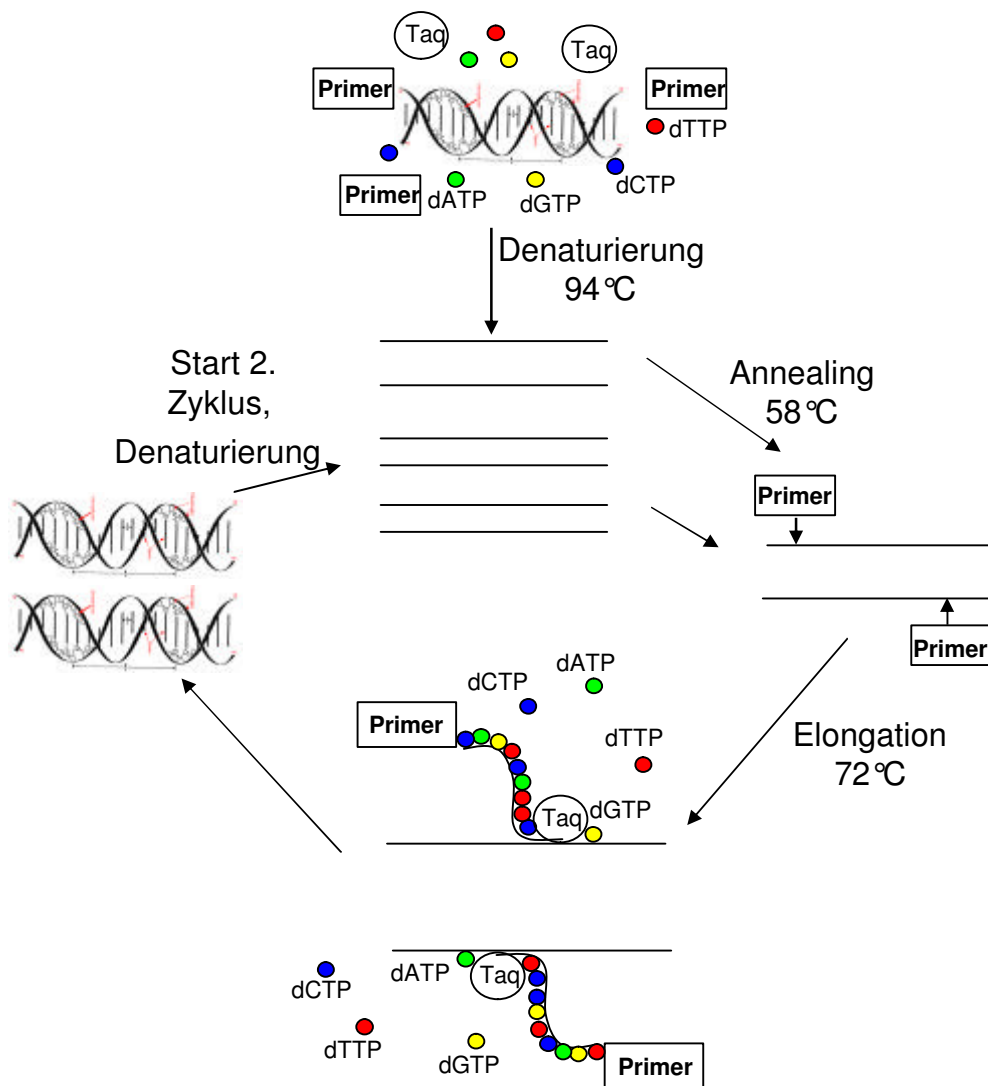 Taq
Taq
Primer
Primer
dTTP
dCTP
Primer
dATP
dGTP
Denaturierung
94°C
Start 2.
Zyklus,
Denaturierung
Annealing
58°C
Primer
Primer
dATP
dCTP
Primer
dTTP
Elongation
72°C
Taq
dGTP
dATP
Taq
dCTP
dTTP
dGTP
Primer